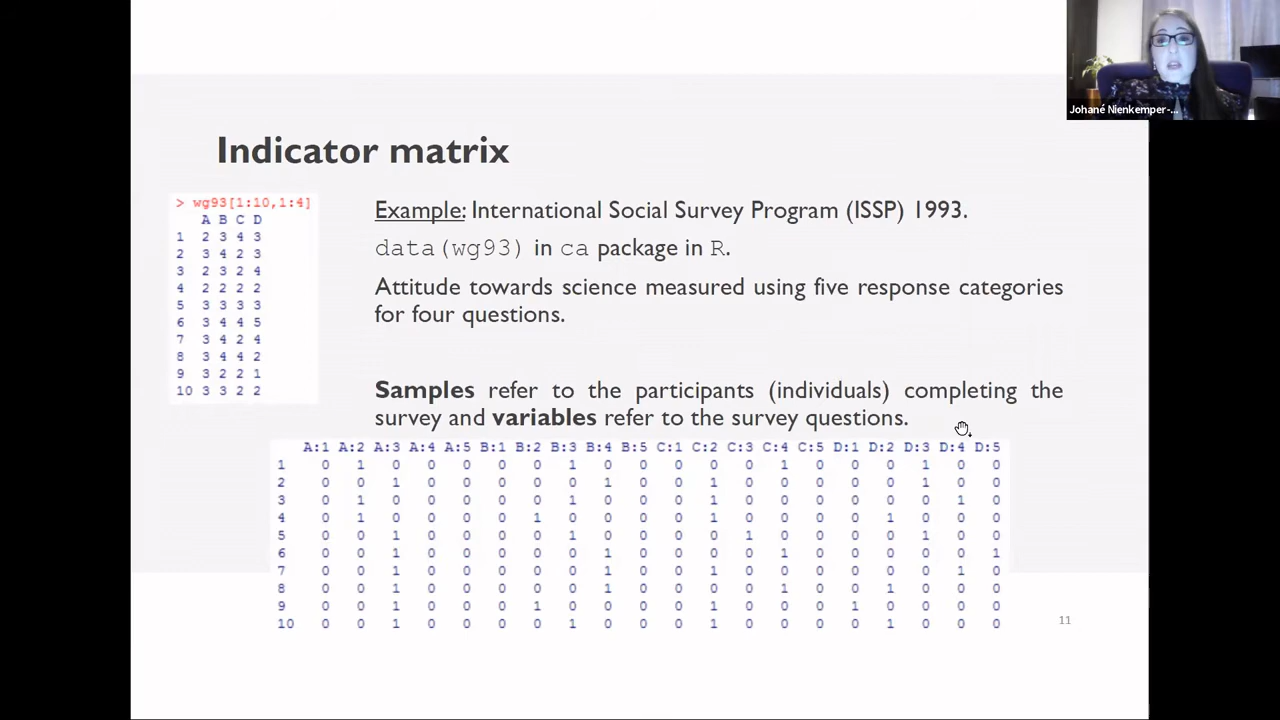 Johané Nienkemper-...
Indicator matrix
> wg93[1:10,1:4]
A B C D
1 2 3 4 3
2 3 4 2 3
3 2 3 2 4
4 2 2 2 2
5 3 3 3 3
6 3 4 4 5
7 3 4 2 4
8 3 4 4 2
9 3 2 2 1
10 3 3 2 2
Example: International Social Survey Program (ISSP) 1993.
data(wg93) in ca package in R.
Attitude towards science measured using five response categories
for four questions.
Samples refer to the participants (individuals) completing the
survey and variables refer to the survey questions.
A:1 A:2 A:3 A:4 A:5 B:1 B:2 B:3 B:4 B:5 C:1 C:2 C:3 C:4 C:5 D:1 D:2 D:3 D:4 D:5
1 0 1 0 0 0 0 0 1 0 0 0 0 0 1 0 0 0 1 0 0
2 0 0 1 0 0 0 0 0 1 0 0 1 0 0 0 0 0 1 0 0
3 0 1 0 0 0 0 0 1 0 0 0 1 0 0 0 0 0 0 1 0
4 0 1 0 0 0 0 1 0 0 0 0 1 0 0 0 0 1 0 0 0
5 0 0 1 0 0 0 0 1 0 0 0 0 1 0 0 0 0 1 0 0
6 0 0 1 0 0 0 0 0 1 0 0 0 0 1 0 0 0 0 0 1
7 0 0 1 0 0 0 0 0 1 0 0 1 0 0 0 0 0 0 1 0
8 0 0 1 0 0 0 0 0 1 0 0 0 0 1 0 0 1 0 0 0
9 0 0 1 0 0 0 1 0 0 0 0 1 0 0 0 1 0 0 0 0
10 0 0 1 0 0 0 0 1 0 0 0 1 0 0 0 0 1 0 0 0
11